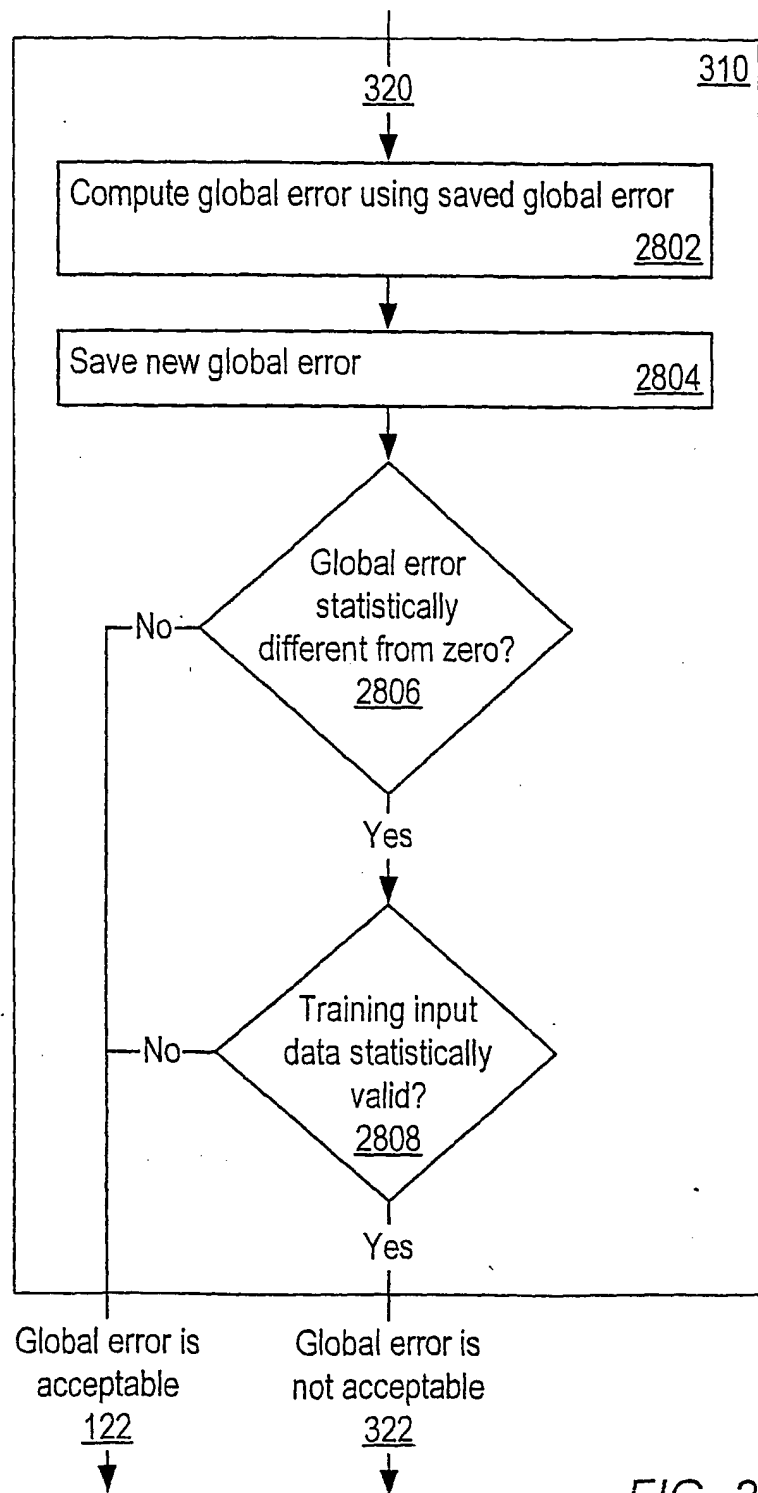 310
320
Compute global error using saved global error
2802
Save new global error
2804
Global error
statistically
different from zero?
2806
No
Yes
Training input
data statistically
valid?
2808
No
Yes
Global error is
acceptable
122
Global error is
not acceptable
322